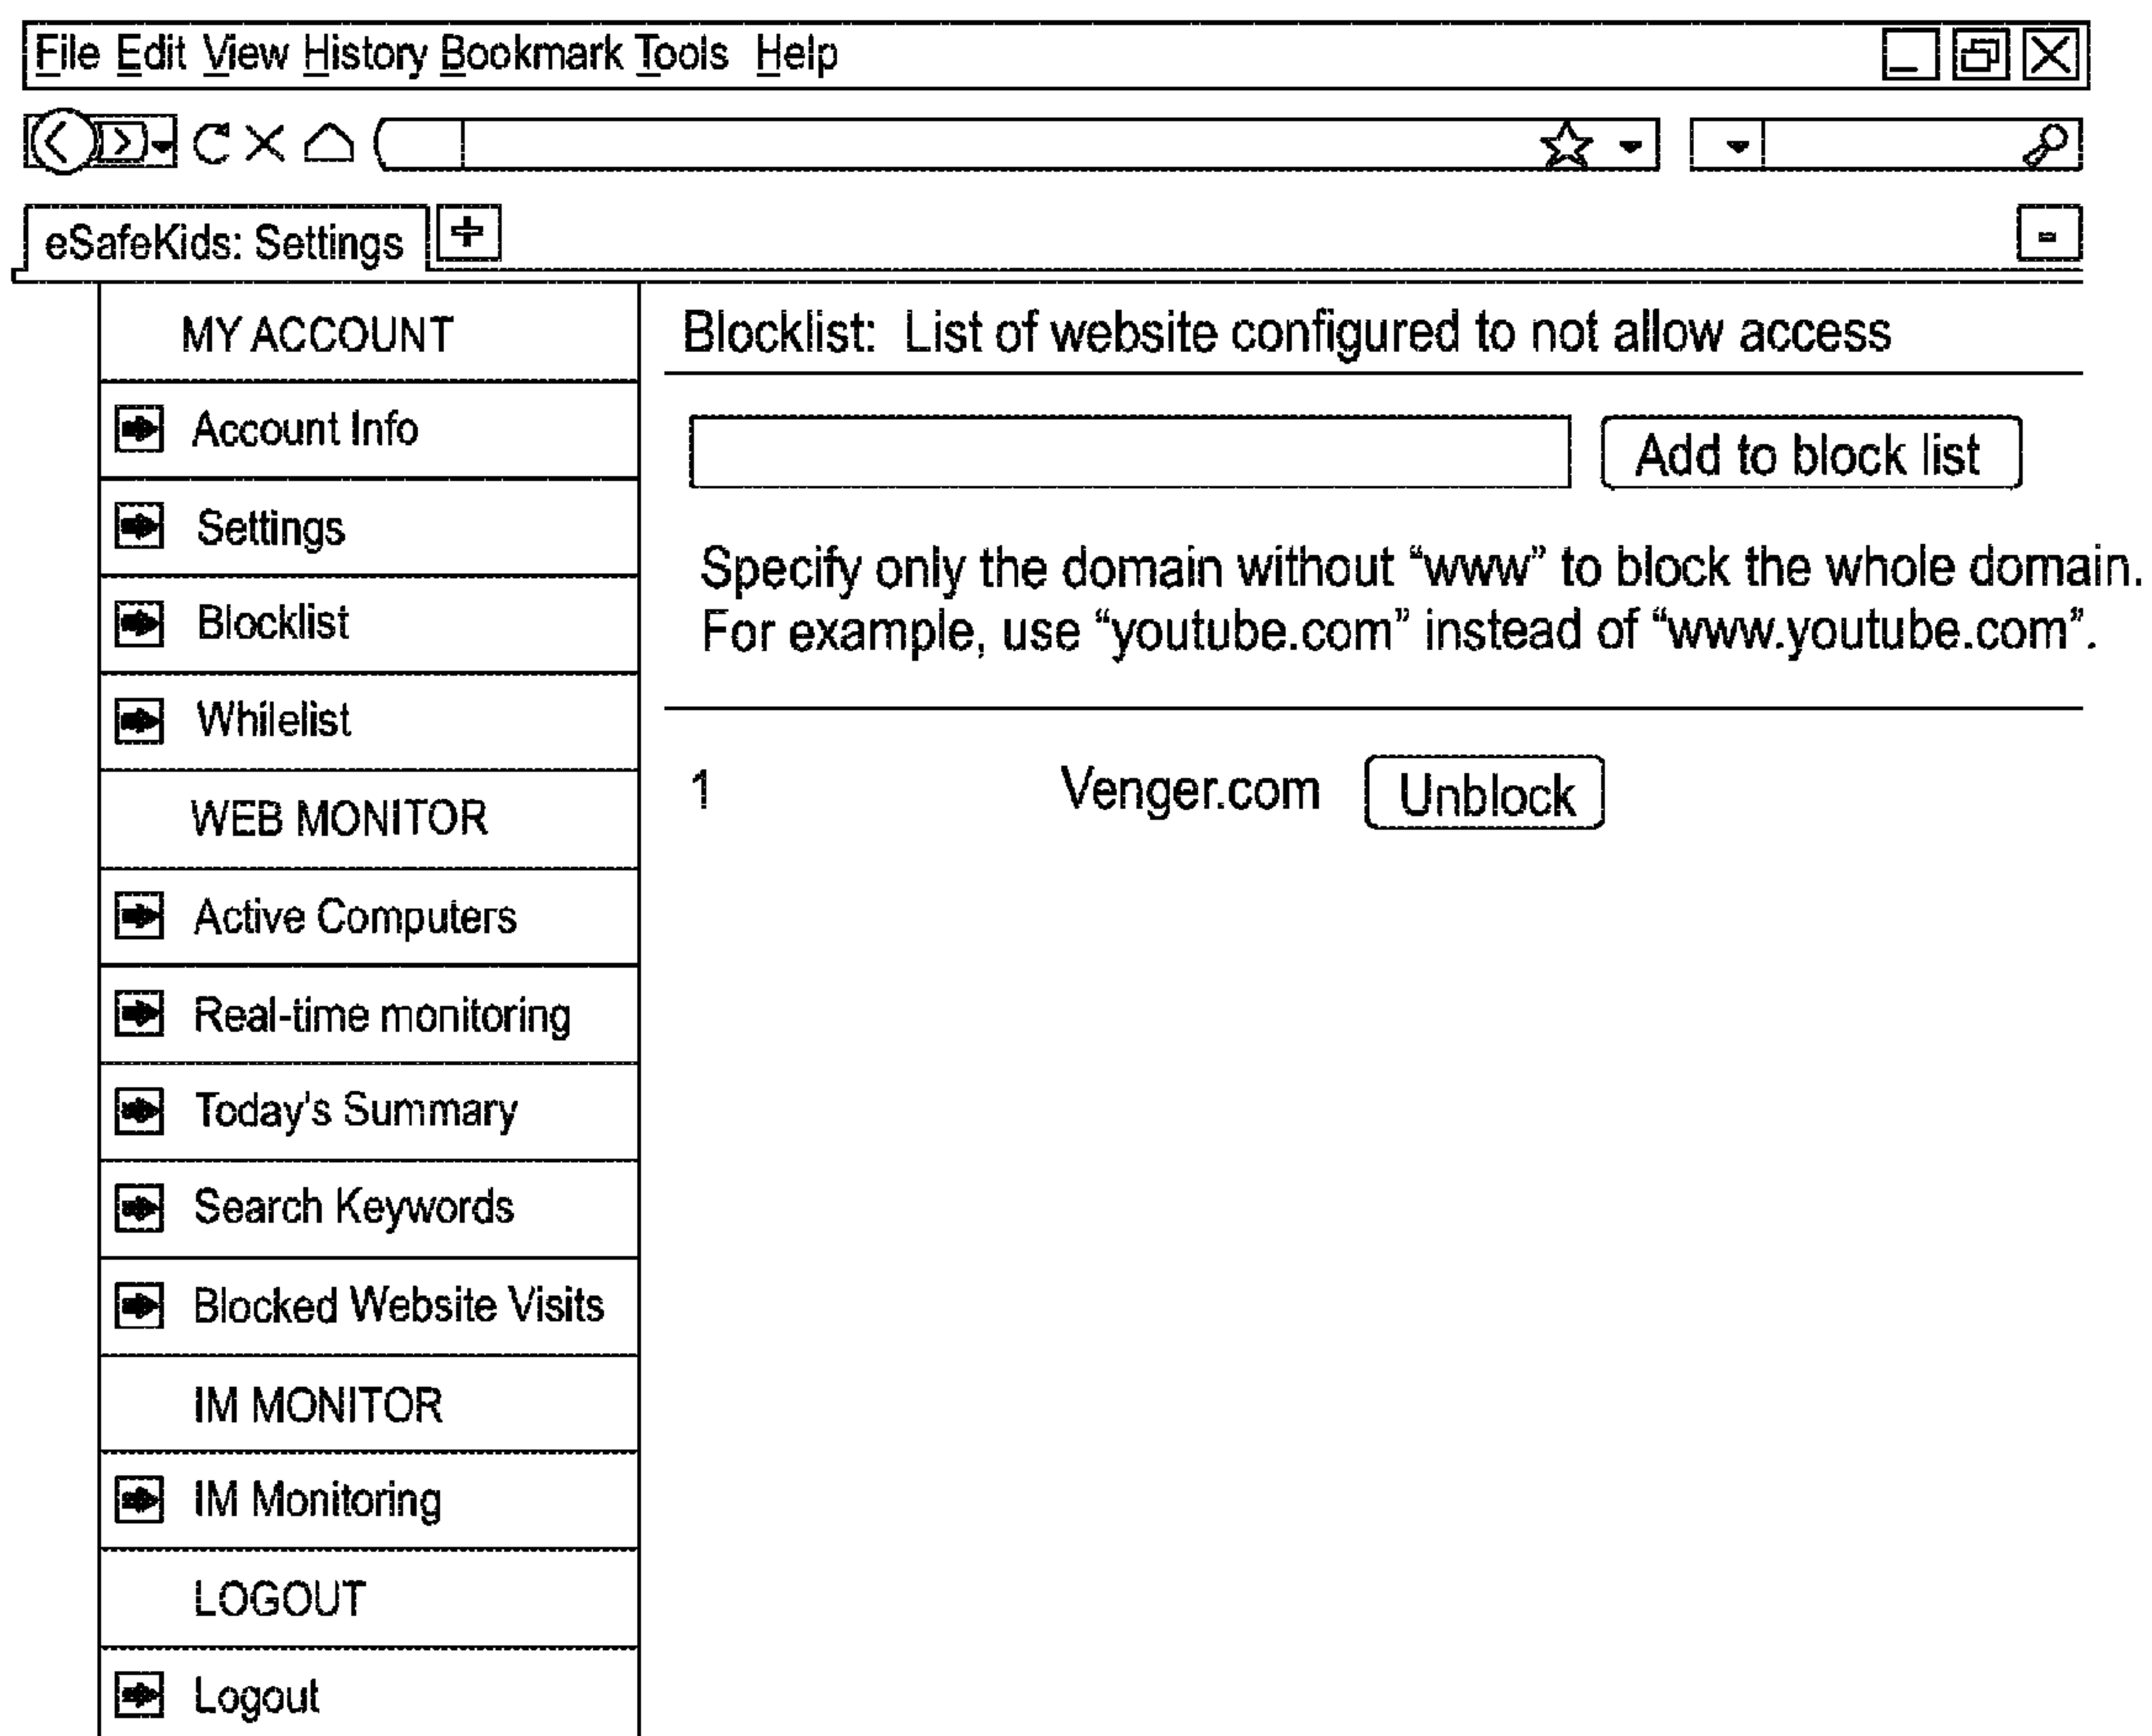 File Edit View History Bookmark Tools Help
eSafeKids: Settings
MY ACCOUNT
Account Info
Settings
Blocklist
Whilelist
WEB MONITOR
Active Computers
Real-time monitoring
Today's Summary
Search Keywords
Blocked Website Visits
IM MONITOR
IM Monitoring
LOGOUT
Logout
Blocklist: List of website configured to not allow access
Add to block list
Specify only the domain without “www” to block the whole domain.
For example, use “youtube.com” instead of “www.youtube.com”.
1 Venger.com Unblock